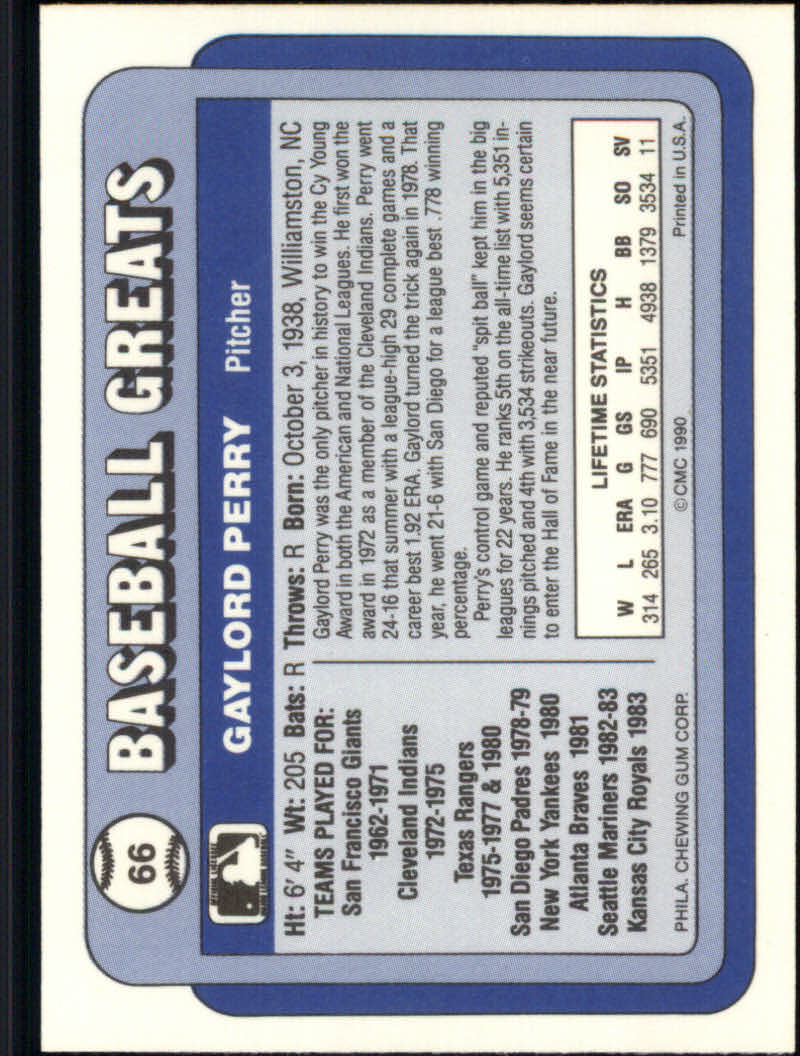 66
BASEBALL GREATS
GAYLORD PERRY Pitcher
Ht: 6' 4" Wt: 205 Bats: R Throws: R Born: October 3, 1938, Williamston, NC
TEAMS PLAYED FOR:
San Francisco Giants
1962-1971
Cleveland Indians
1972-1975
Texas Rangers
1975-1977 & 1980
San Diego Padres 1978-79
New York Yankees 1980
Atlanta Braves 1981
Seattle Mariners 1982-83
Kansas City Royals 1983
Gaylord Perry was the only pitcher in history to win the Cy Young
Award in both the American and National Leagues. He first won the
award in 1972 as a member of the Cleveland Indians. Perry went
24-16 that summer with a league-high 29 complete games and a
career best 1.92 ERA. Gaylord turned the trick again in 1978. That
year, he went 21-6 with San Diego for a league best .778 winning
percentage.
Perry's control game and reputed "spit ball" kept him in the big
leagues for 22 years. He ranks 5th on the all-time list with 5,351 in-
nings pitched and 4th with 3,534 strikeouts. Gaylord seems certain
to enter the Hall of Fame in the near future.
LIFETIME STATISTICS
W L ERA G GS IP H BB SO SV
314 265 3.10 777 690 5351 4938 1379 3534 11
PHILA. CHEWING GUM CORP. © CMC 1990 Printed in U.S.A.